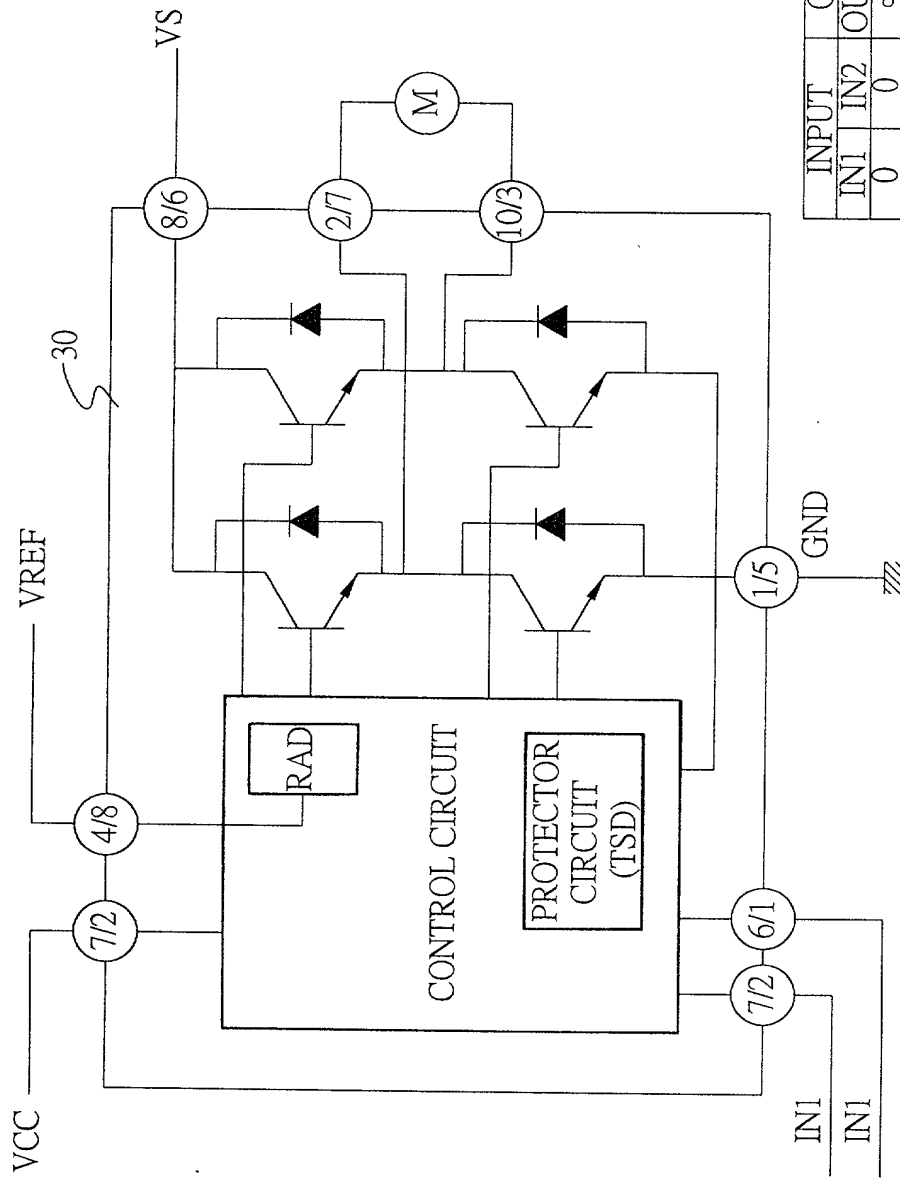 VCC
VREF
30
VS
7/2
4/8
8/6
RAD
2/7
M
CONTROL CIRCUIT
10/3
PROTECTOR
CIRCUIT
(TSD)
7/2
6/1
1/5
GND
IN1
IN1
INPUT
IN1 IN2
0 0